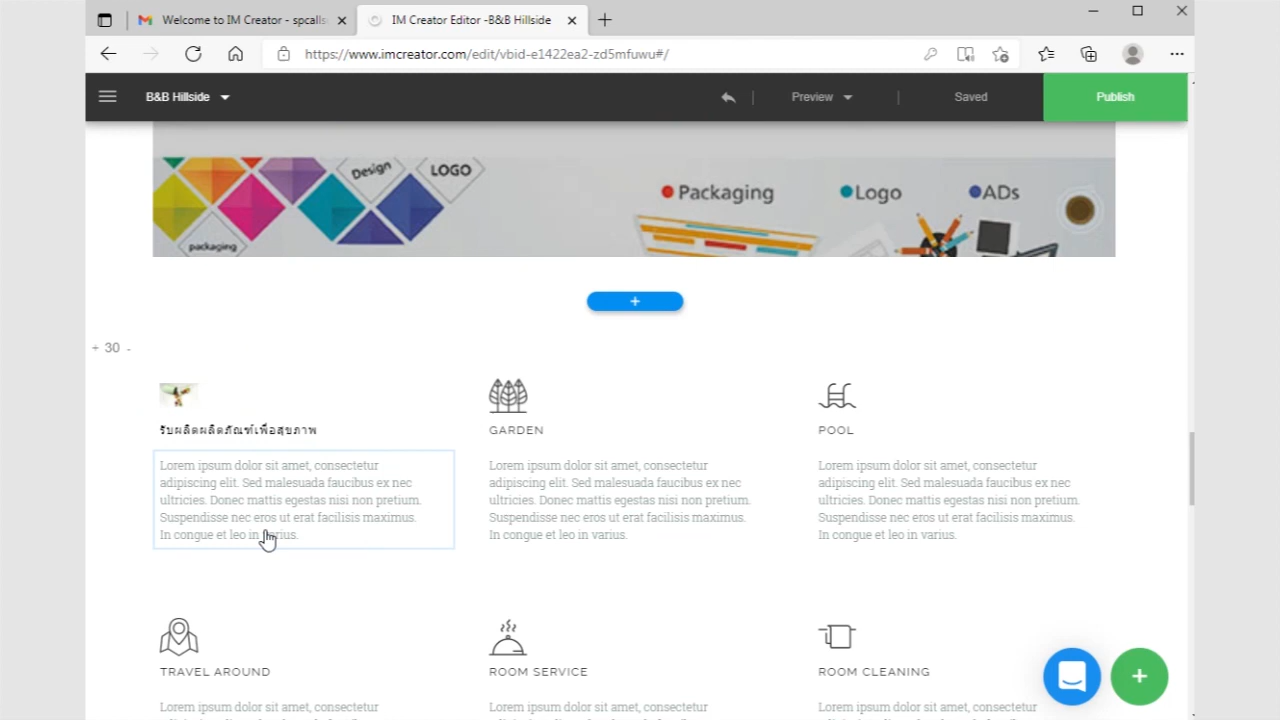 Welcome to IM Creator - spcalls
IM Creator Editor -B&B Hillside
https://www.imcreator.com/edit/vbid-e1422ea2-zd5mfuwu#/
B&B Hillside
Preview
Saved
Publish
Design
LOGO
packaging
Packaging
Logo
ADs
+ 30 -
รับผลิตผลิตภัณฑ์เพื่อสุขภาพ
Lorem ipsum dolor sit amet, consectetur
adipiscing elit. Sed malesuada faucibus ex nec
ultricies. Donec mattis egestas nisi non pretium.
Suspendisse nec eros ut erat facilisis maximus.
In congue et leo in varius.
GARDEN
Lorem ipsum dolor sit amet, consectetur
adipiscing elit. Sed malesuada faucibus ex nec
ultricies. Donec mattis egestas nisi non pretium.
Suspendisse nec eros ut erat facilisis maximus.
In congue et leo in varius.
POOL
Lorem ipsum dolor sit amet, consectetur
adipiscing elit. Sed malesuada faucibus ex nec
ultricies. Donec mattis egestas nisi non pretium.
Suspendisse nec eros ut erat facilisis maximus.
In congue et leo in varius.
TRAVEL AROUND
Lorem ipsum dolor sit amet, consectetur
ROOM SERVICE
Lorem ipsum dolor sit amet, consectetur
ROOM CLEANING
Lorem ipsum dolor sit amet, consectetur